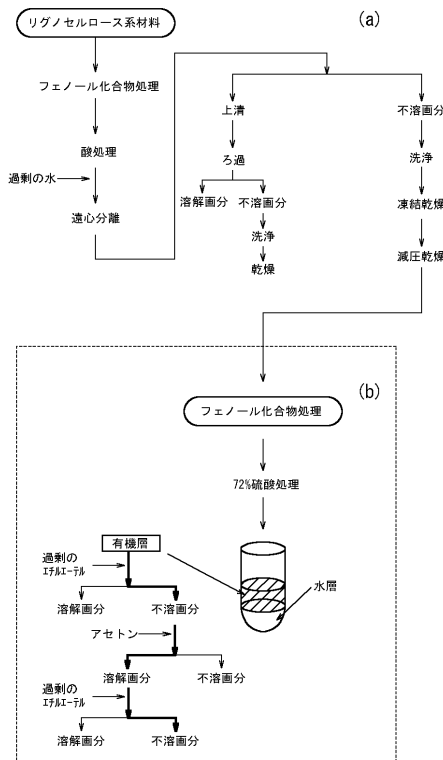 リグノセルロース系材料
(a)
フェノール化合物処理
酸処理
過剰の水
遠心分離
上清
ろ過
溶解画分
不溶画分
洗浄
乾燥
不溶画分
洗浄
凍結乾燥
減圧乾燥
(b)
フェノール化合物処理
72%硫酸処理
有機層
水層
過剰の
エチルエーテル
溶解画分
不溶画分
アセトン
溶解画分
不溶画分
過剰の
エチルエーテル
溶解画分
不溶画分